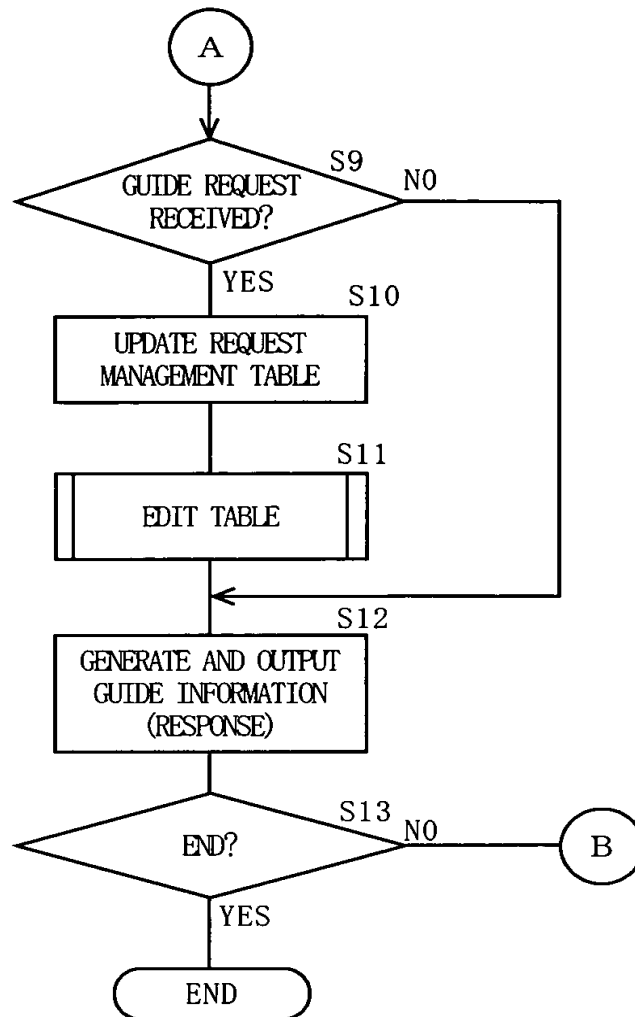 A
S9
GUIDE REQUEST
RECEIVED?
NO
YES
S10
UPDATE REQUEST
MANAGEMENT TABLE
S11
EDIT TABLE
S12
GENERATE AND OUTPUT
GUIDE INFORMATION
(RESPONSE)
S13
END?
NO
B
YES
END